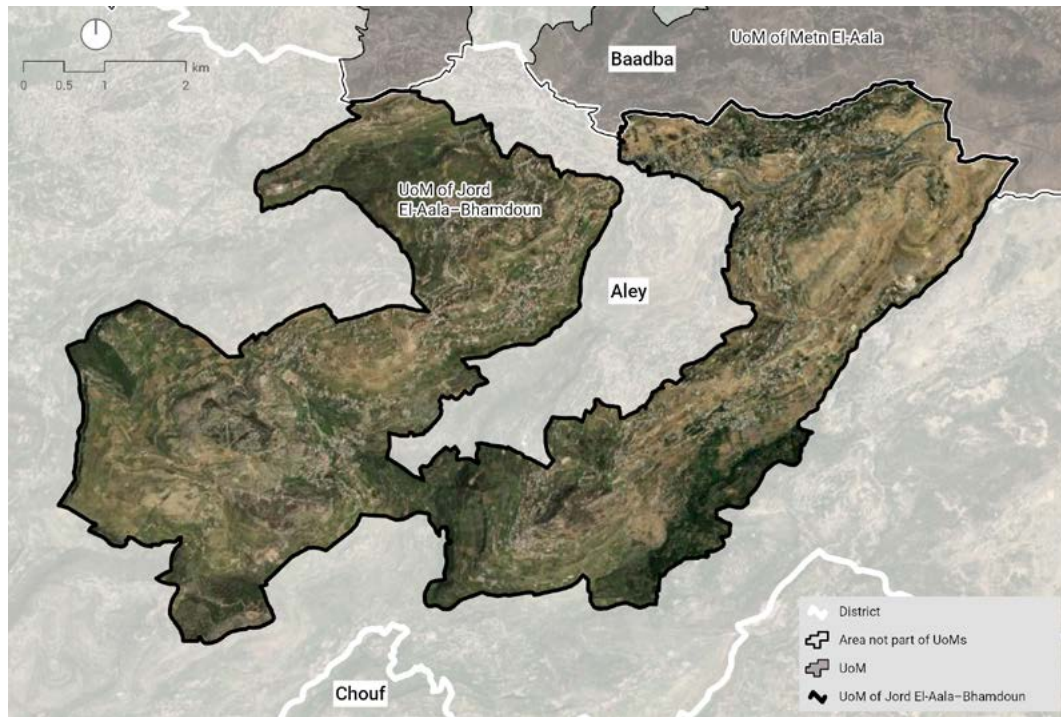 km
0 0.5 1 2
Baadba
UoM of Metn El-Aala
UoM of Jord
El-Aala–Bhamdoun
Aley
Chouf
District
Area not part of UoMs
UoM
UoM of Jord El-Aala–Bhamdoun